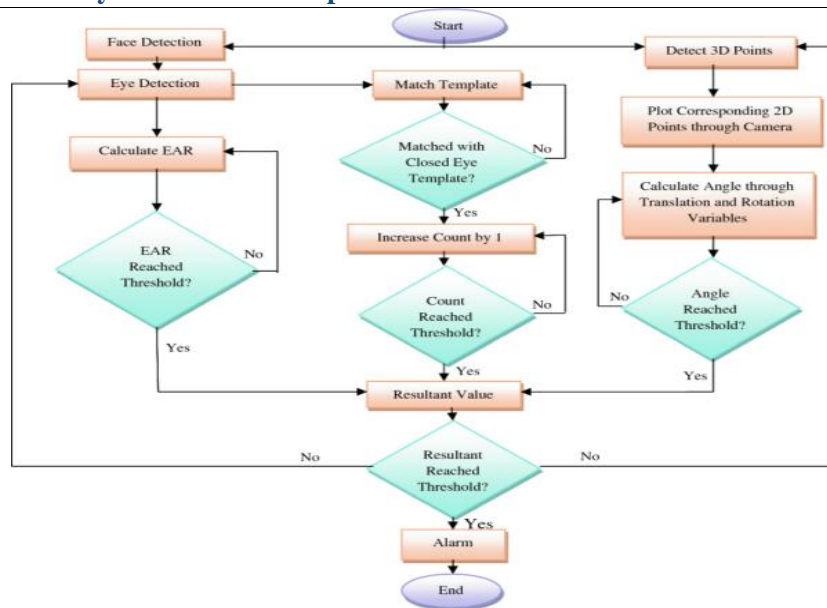 Start
Face Detection
Detect 3D Points
Eye Detection
Match Template
Plot Corresponding 2D
Points through Camera
Calculate EAR
No
Matched with
Closed Eye
Template?
Calculate Angle through
Translation and Rotation
Variables
Yes
Increase Count by 1
EAR
Reached
Threshold?
No
Count
Reached
Threshold?
No
Angle
Reached
Threshold?
No
Yes
Yes
Yes
Resultant Value
Resultant
Reached
Threshold?
No
No
Yes
Alarm
End